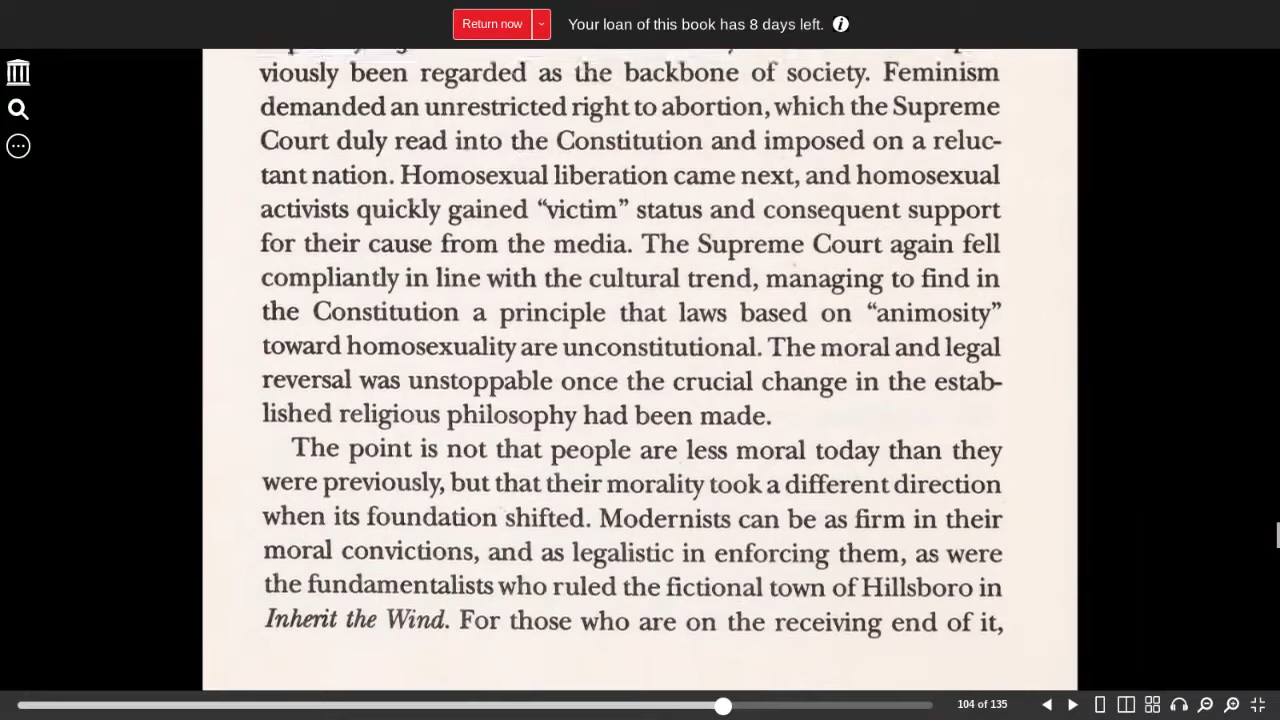 Return now
Your loan of this book has 8 days left.
viously been regarded as the backbone of society. Feminism
demanded an unrestricted right to abortion, which the Supreme
Court duly read into the Constitution and imposed on a reluc-
tant nation. Homosexual liberation came next, and homosexual
activists quickly gained “victim” status and consequent support
for their cause from the media. The Supreme Court again fell
compliantly in line with the cultural trend, managing to find in
the Constitution a principle that laws based on “animosity”
toward homosexuality are unconstitutional. The moral and legal
reversal was unstoppable once the crucial change in the estab-
lished religious philosophy had been made.
The point is not that people are less moral today than they
were previously, but that their morality took a different direction
when its foundation shifted. Modernists can be as firm in their
moral convictions, and as legalistic in enforcing them, as were
the fundamentalists who ruled the fictional town of Hillsboro in
Inherit the Wind. For those who are on the receiving end of it,
104 of 135